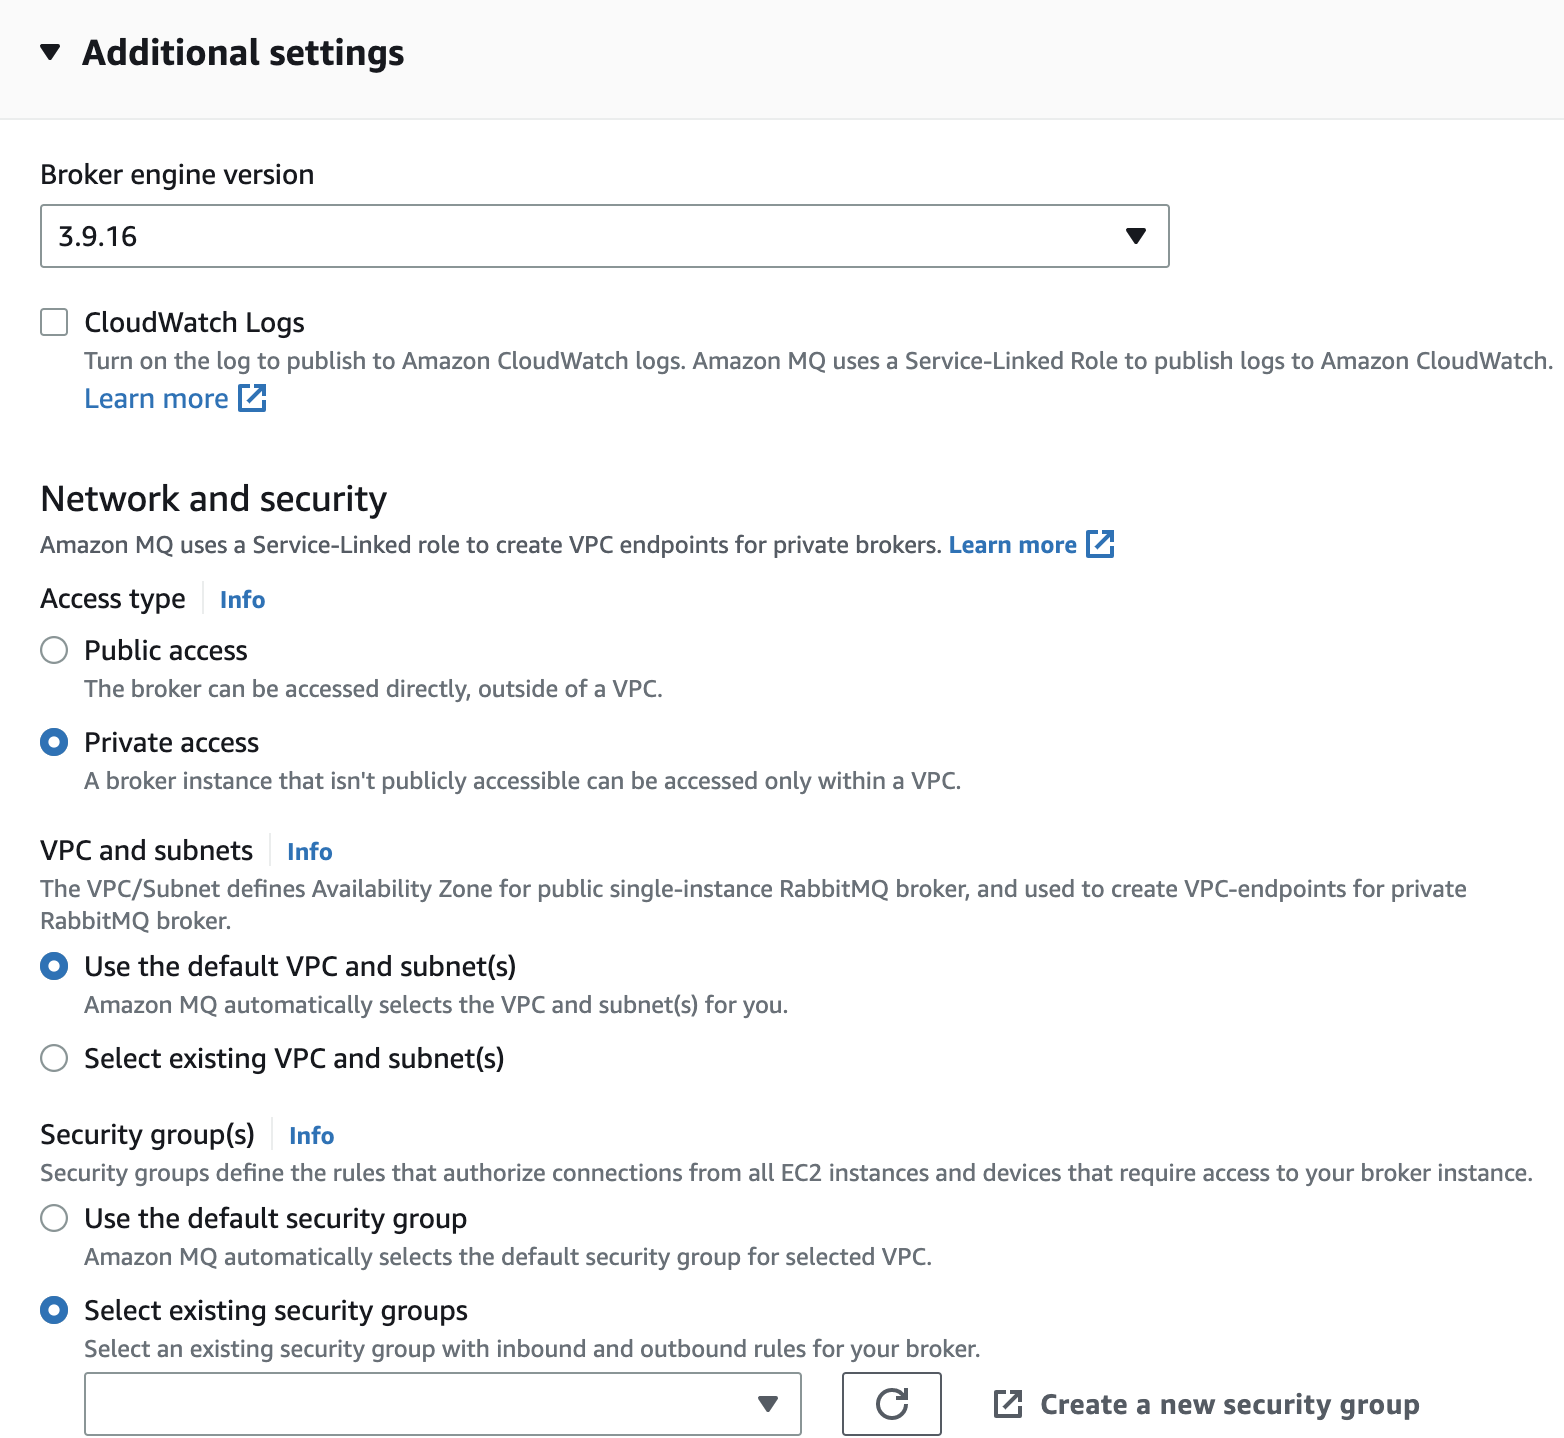 Additional settings
Broker engine version
3.9.16
CloudWatch Logs
Turn on the log to publish to Amazon CloudWatch logs. Amazon MQ uses a Service-Linked Role to publish logs to Amazon CloudWatch.
Learn more
Network and security
Amazon MQ uses a Service-Linked role to create VPC endpoints for private brokers. Learn more
Access type Info
Public access
The broker can be accessed directly, outside of a VPC.
Private access
A broker instance that isn't publicly accessible can be accessed only within a VPC.
VPC and subnets Info
The VPC/Subnet defines Availability Zone for public single-instance RabbitMQ broker, and used to create VPC-endpoints for private
RabbitMQ broker.
Use the default VPC and subnet(s)
Amazon MQ automatically selects the VPC and subnet(s) for you.
Select existing VPC and subnet(s)
Security group(s) Info
Security groups define the rules that authorize connections from all EC2 instances and devices that require access to your broker instance.
Use the default security group
Amazon MQ automatically selects the default security group for selected VPC.
Select existing security groups
Select an existing security group with inbound and outbound rules for your broker.
Create a new security group